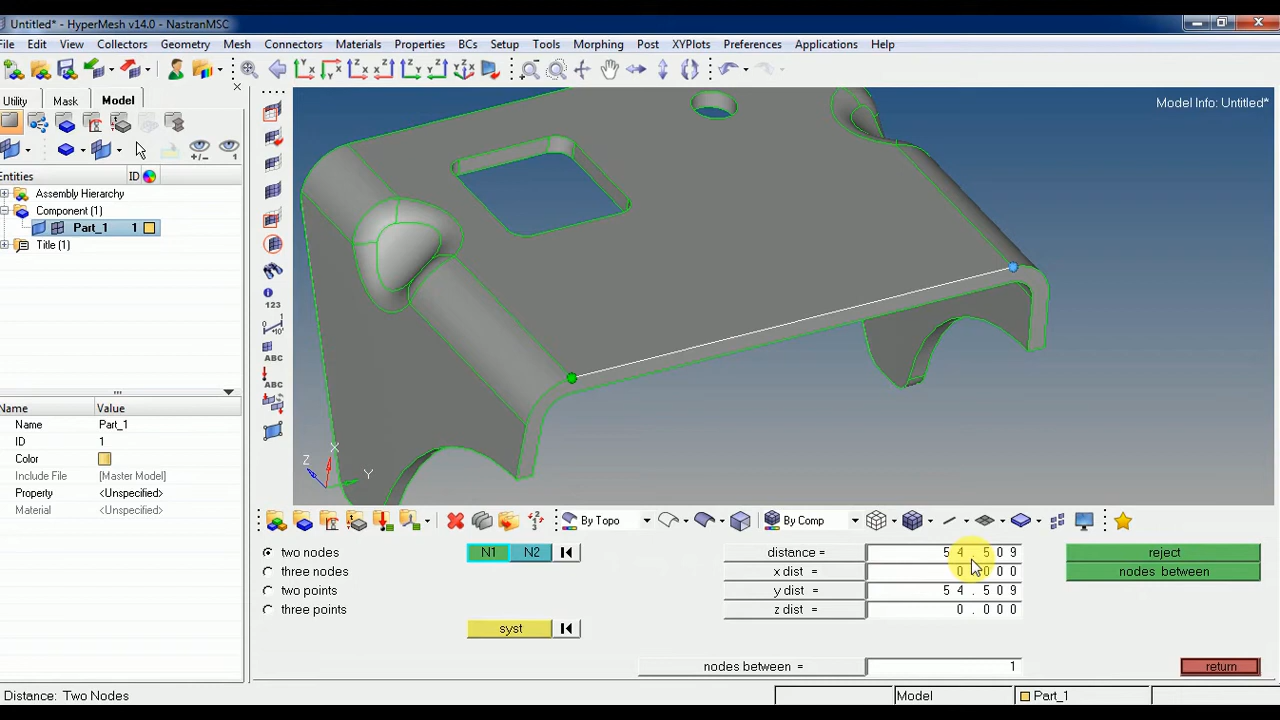 Untitled* - HyperMesh v14.0 - NastranMSC
File Edit View Collectors Geometry Mesh Connectors Materials Properties BCs Setup Tools Morphing Post XYPlots Preferences Applications Help
Utility Mask Model
Entities ID
Assembly Hierarchy
Component (1)
Part_1 1
Title (1)
Name Value
Name Part_1
ID 1
Color
Include File [Master Model]
Property <Unspecified>
Material <Unspecified>
123
ABC
ABC
Model Info: Untitled*
X
Z
Y
By Topo By Comp
two nodes N1 N2 distance = 54.509 reject
three nodes x dist = 0.000 nodes between
two points y dist = 54.509
three points z dist = 0.000
syst
nodes between = 1 return
Distance: Two Nodes Model Part_1